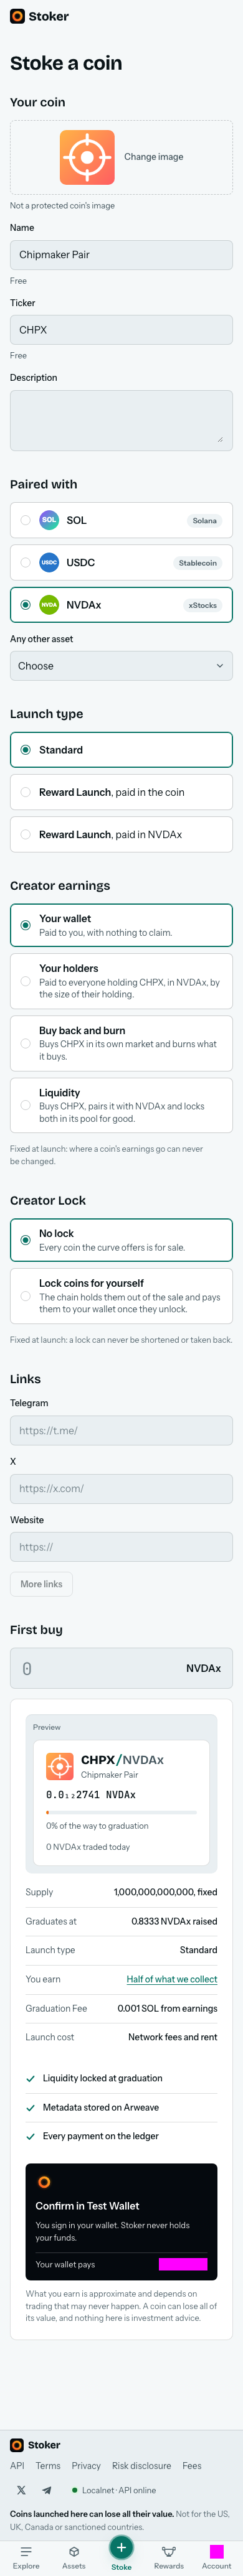 Stoker
Stoke a coin
Your coin
Change image
Not a protected coin's image
Name
Chipmaker Pair
Free
Ticker
CHPX
Free
Description
Paired with
SOL SOL Solana
USDC USDC Stablecoin
NVDA NVDAx xStocks
Any other asset
Choose
Launch type
Standard
Reward Launch, paid in the coin
Reward Launch, paid in NVDAx
Creator earnings
Your wallet
Paid to you, with nothing to claim.
Your holders
Paid to everyone holding CHPX, in NVDAx, by
the size of their holding.
Buy back and burn
Buys CHPX in its own market and burns what
it buys.
Liquidity
Buys CHPX, pairs it with NVDAx and locks
both in its pool for good.
Fixed at launch: where a coin's earnings go can never
be changed.
Creator Lock
No lock
Every coin the curve offers is for sale.
Lock coins for yourself
The chain holds them out of the sale and pays
them to your wallet once they unlock.
Fixed at launch: a lock can never be shortened or taken back.
Links
Telegram
https://t.me/
X
https://x.com/
Website
https://
More links
First buy
0 NVDAx
Preview
CHPX/NVDAx
Chipmaker Pair
0.0₁₂2741 NVDAx
0% of the way to graduation
0 NVDAx traded today
Supply 1,000,000,000,000, fixed
Graduates at 0.8333 NVDAx raised
Launch type Standard
You earn Half of what we collect
Graduation Fee 0.001 SOL from earnings
Launch cost Network fees and rent
Liquidity locked at graduation
Metadata stored on Arweave
Every payment on the ledger
Confirm in Test Wallet
You sign in your wallet. Stoker never holds
your funds.
Your wallet pays
What you earn is approximate and depends on
trading that may never happen. A coin can lose all of
its value, and nothing here is investment advice.
Stoker
API Terms Privacy Risk disclosure Fees
Localnet · API online
Coins launched here can lose all their value. Not for the US,
UK, Canada or sanctioned countries.
Explore Assets Stoke Rewards Account